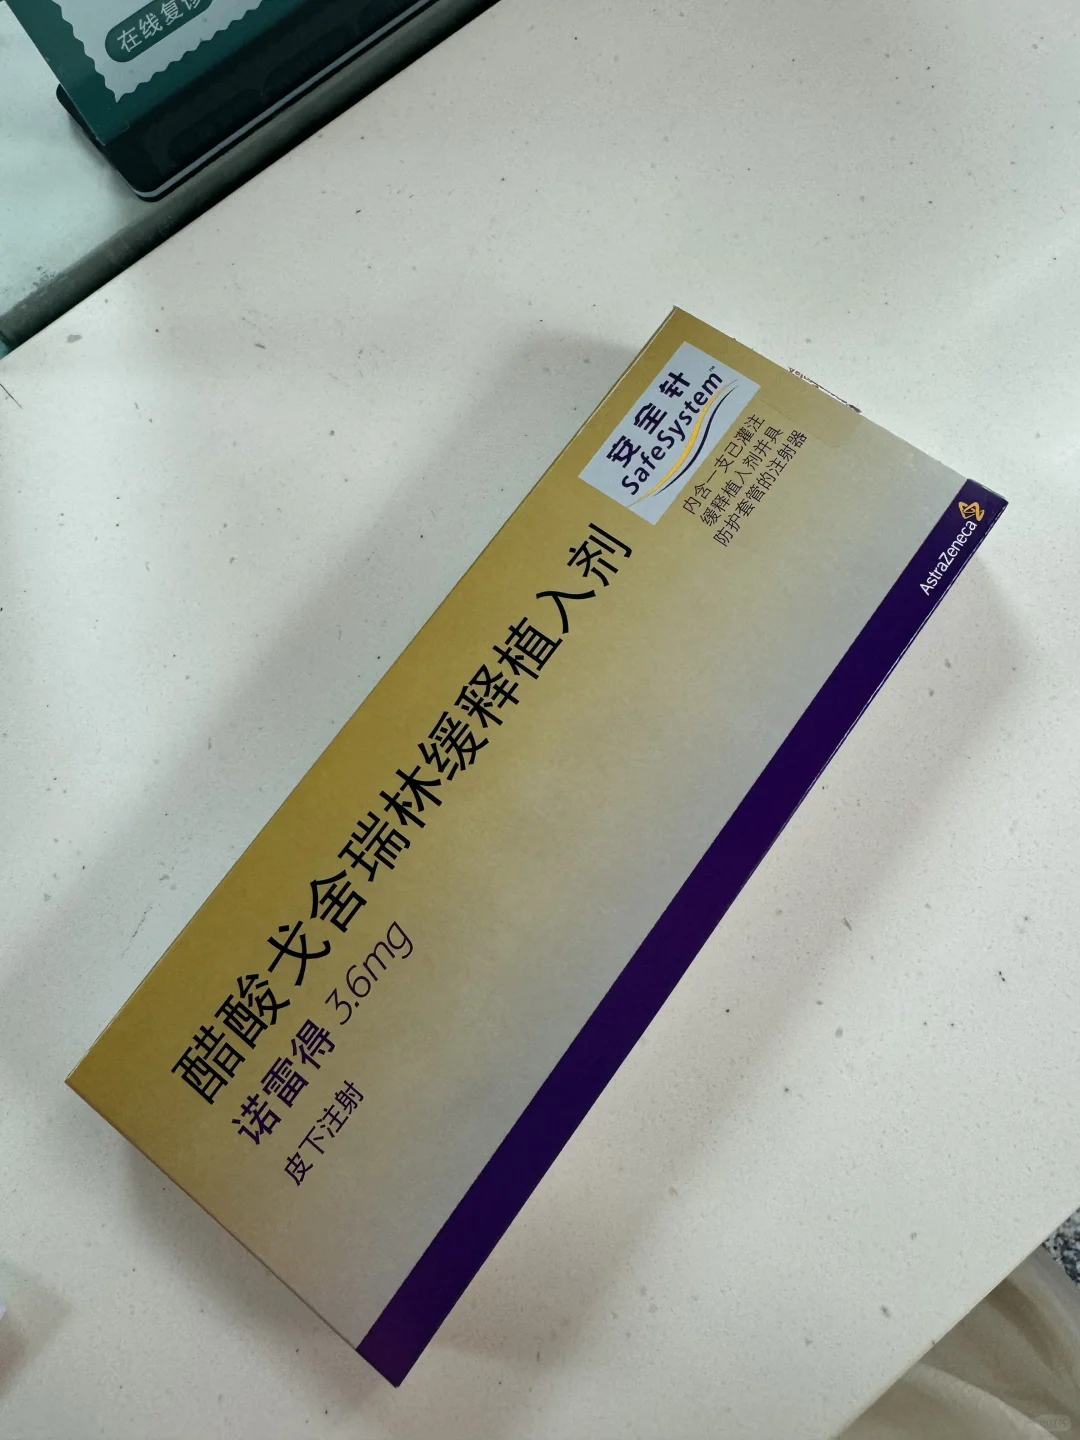 在线复诊
安全针
SafeSystem™
内含一支已灌注
缓释植入剂并具
防护套管的注射器
醋酸戈舍瑞林缓释植入剂
诺雷得 3.6mg
皮下注射
AstraZeneca